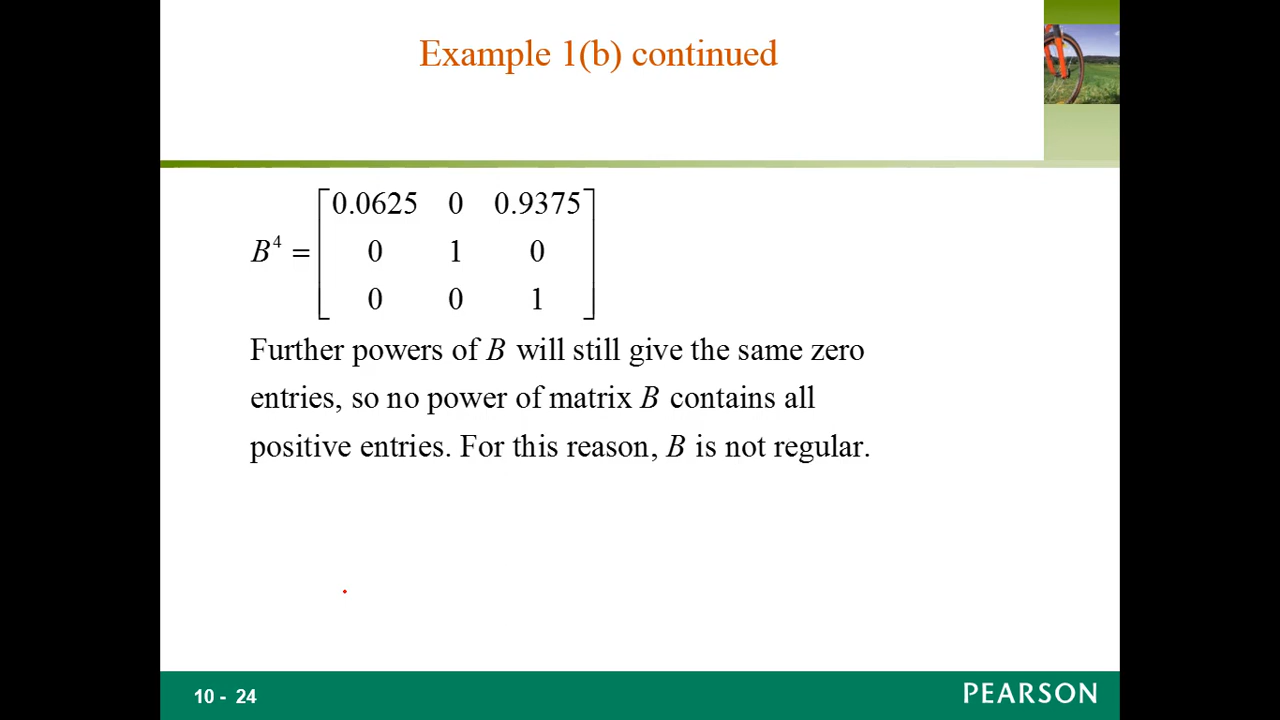 Example 1(b) continued
0.0625 0 0.9375
B⁴ = 0 1 0
0 0 1
Further powers of B will still give the same zero
entries, so no power of matrix B contains all
positive entries. For this reason, B is not regular.
10 - 24
PEARSON